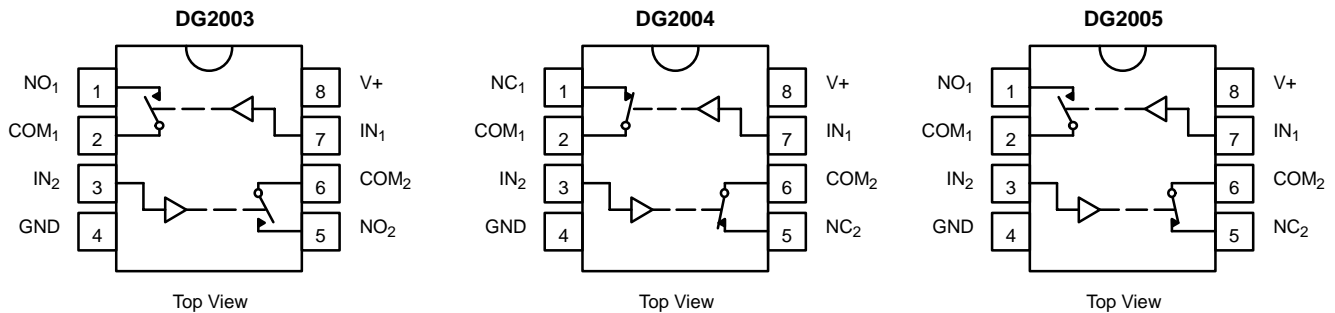 DG2003
NO1 1 8 V+
COM1 2 7 IN1
IN2 3 6 COM2
GND 4 5 NO2
Top View
DG2004
NC1 1 8 V+
COM1 2 7 IN1
IN2 3 6 COM2
GND 4 5 NC2
Top View
DG2005
NO1 1 8 V+
COM1 2 7 IN1
IN2 3 6 COM2
GND 4 5 NC2
Top View